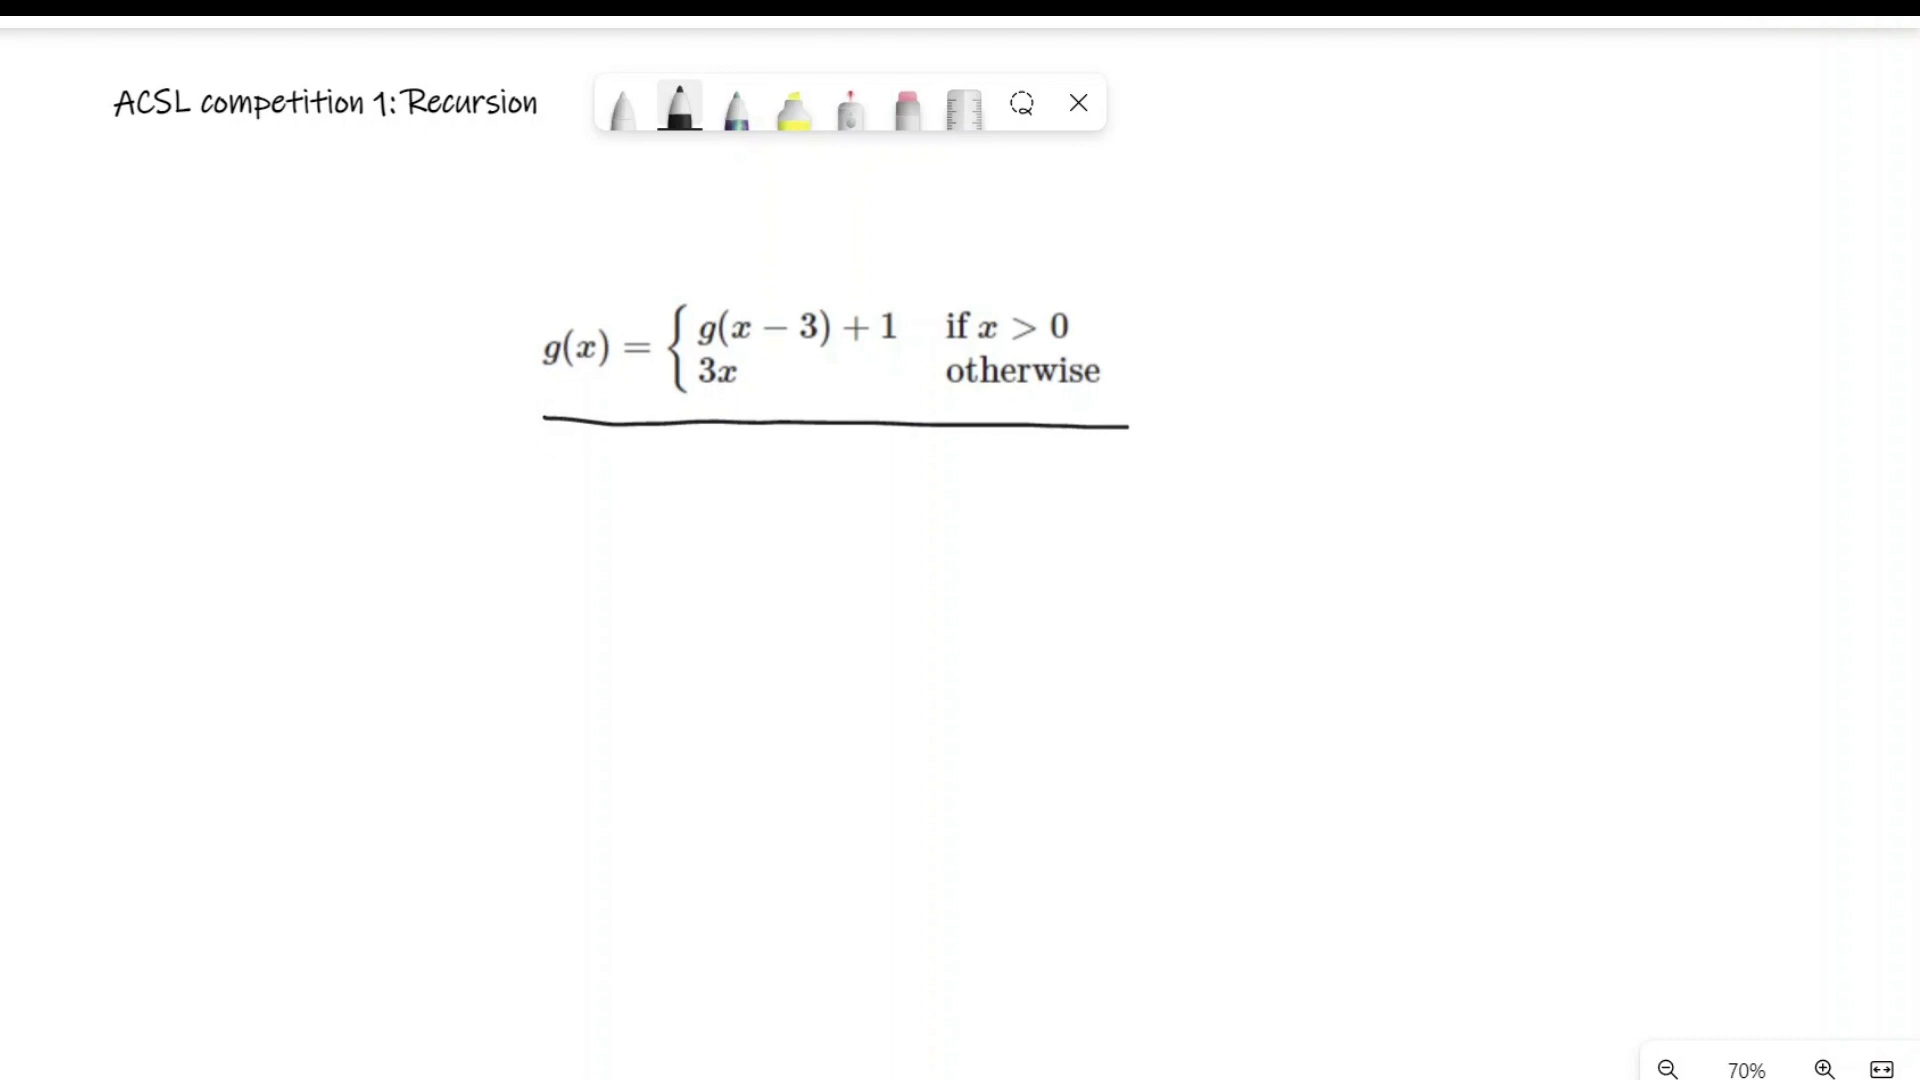 ACSL competition 1: Recursion
g(x) = { g(x − 3) + 1 if x > 0
3x otherwise
70%